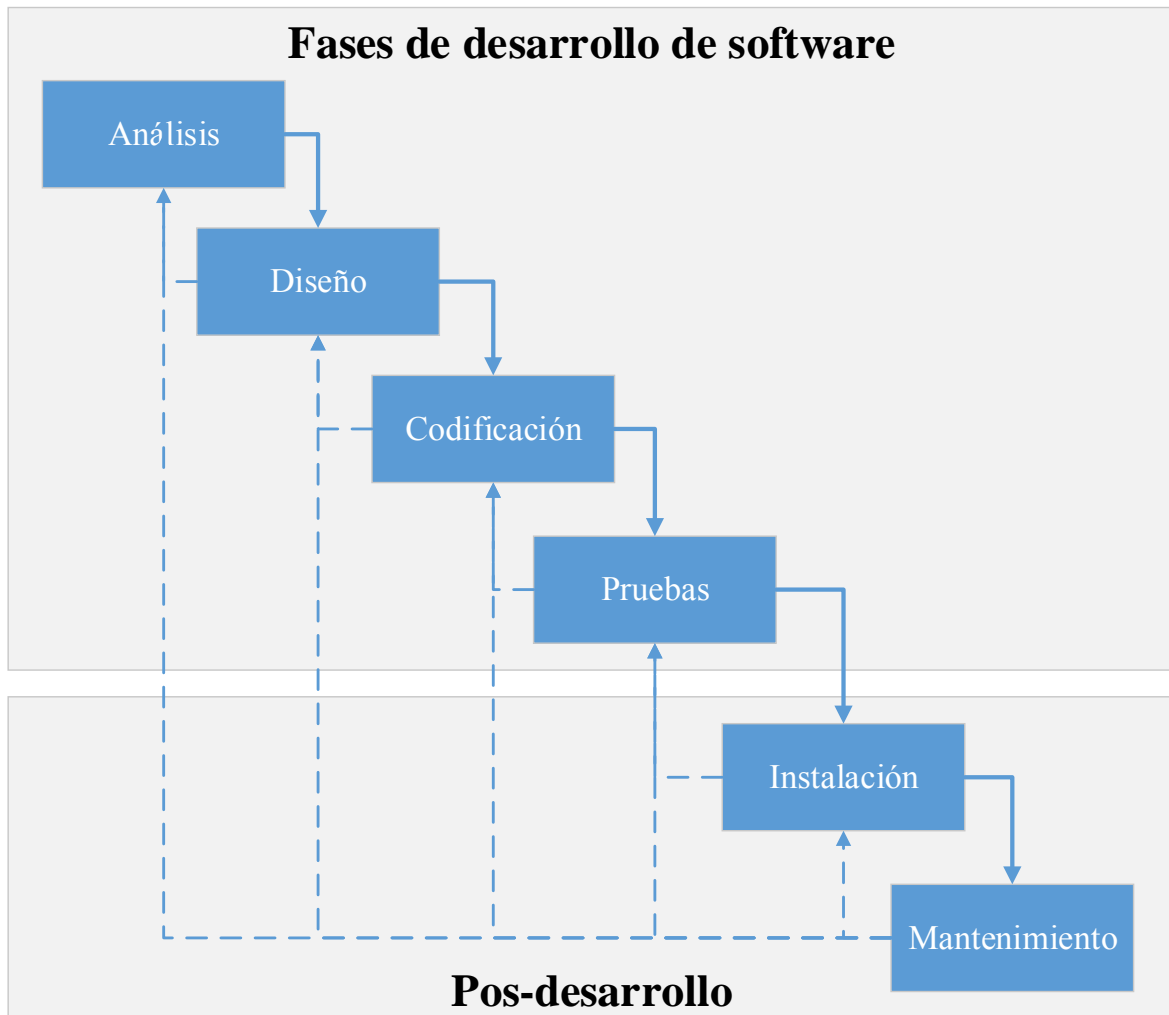 Fases de desarrollo de software
Análisis
Diseño
Codificación
Pruebas
Instalación
Mantenimiento
Pos-desarrollo